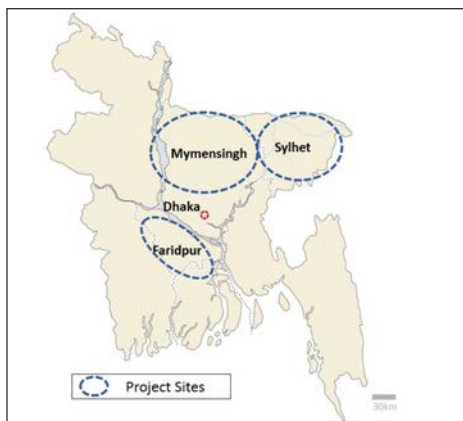 Mymensingh
Sylhet
Dhaka
Faridpur
Project Sites
30km